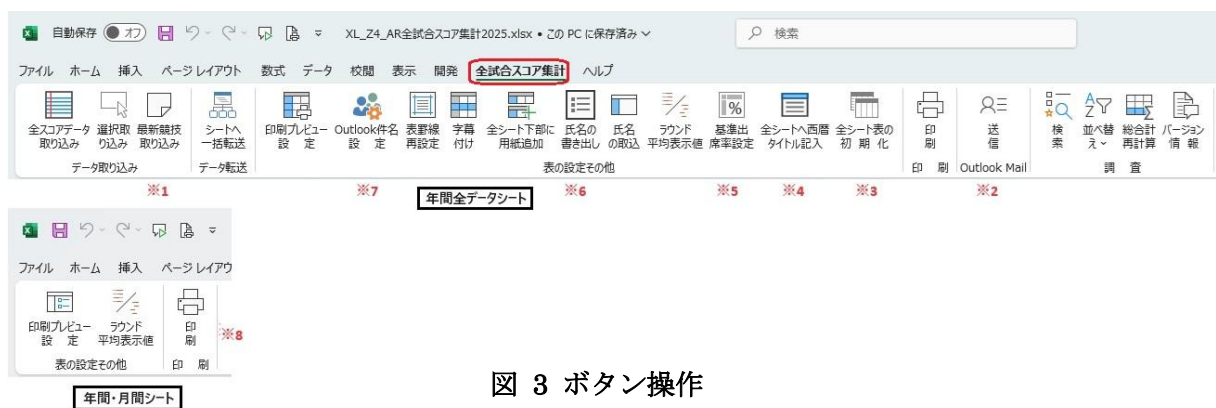 自動保存 オフ XL_Z4_AR全試合スコア集計2025.xlsx • この PC に保存済み 検索
ファイル ホーム 挿入 ページ レイアウト 数式 データ 校閲 表示 開発 全試合スコア集計 ヘルプ
全スコアデータ 選択取 最新競技 シートへ 印刷プレビュー Outlook件名 表罫線 字幕 全シート下部に 氏名の 氏名 ラウンド 基準出 全シートへ西暦 全シート表の 印 送 検 並べ替 総合計 バージョン
取り込み り込み 取り込み 一括転送 設 定 設 定 再設定 付け 用紙追加 書き出し の取込 平均表示値 席率設定 タイトル記入 初 期 化 刷 信 索 え 再計算 情 報
データ取り込み データ転送 表の設定その他 印 刷 Outlook Mail 調 査
※1 ※7 年間全データシート ※6 ※5 ※4 ※3 ※2
ファイル ホーム 挿入 ページ レイアウ
印刷プレビュー ラウンド 印
設 定 平均表示値 刷 ※8
表の設定その他 印 刷
年間・月間シート
図 3 ボタン操作